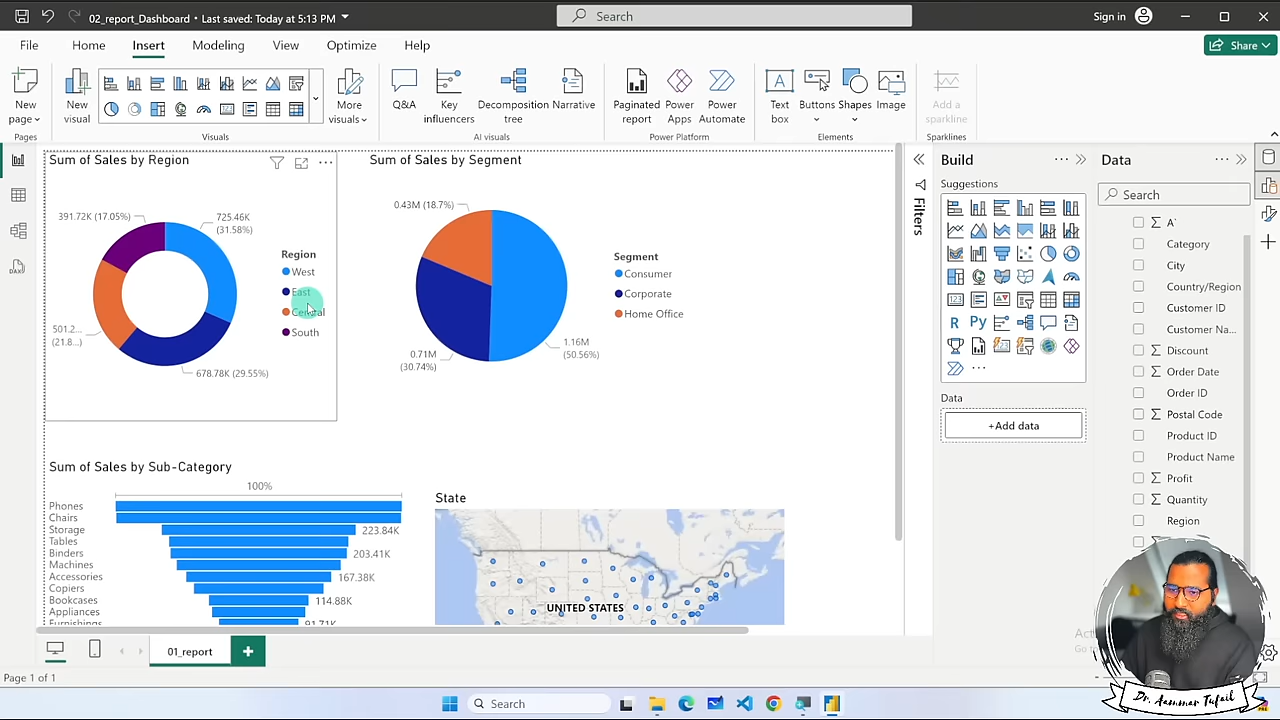 02_report_Dashboard • Last saved: Today at 5:13 PM
Search
Sign in
File Home Insert Modeling View Optimize Help
Share
New page
New visual
More visuals
Q&A
Key influencers
Decomposition tree
Narrative
Paginated report
Power Apps
Power Automate
Text box
Buttons
Shapes
Image
Add a sparkline
Pages
Visuals
AI visuals
Power Platform
Elements
Sparklines
Sum of Sales by Region
391.72K (17.05%)
725.46K
(31.58%)
501.2...
(21.8...)
678.78K (29.55%)
Region
West
East
Central
South
Sum of Sales by Segment
0.43M (18.7%)
0.71M
(30.74%)
1.16M
(50.56%)
Segment
Consumer
Corporate
Home Office
Sum of Sales by Sub-Category
100%
Phones
Chairs
Storage 223.84K
Tables
Binders 203.41K
Machines
Accessories 167.38K
Copiers
Bookcases 114.88K
Appliances
Furnishings 91.71K
State
UNITED STATES
Filters
Build
Suggestions
R Py
Data
+Add data
Data
Search
A`
Category
City
Country/Region
Customer ID
Customer Na...
Discount
Order Date
Order ID
Postal Code
Product ID
Product Name
Profit
Quantity
Region
01_report
Page 1 of 1
Search
Dr. Aammar Tufail